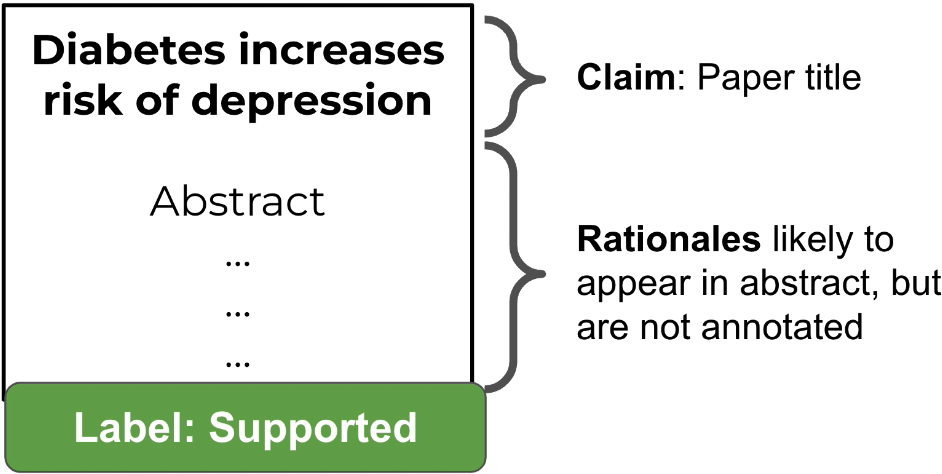 Diabetes increases
risk of depression
Abstract
...
...
...
Label: Supported
Claim: Paper title
Rationales likely to
appear in abstract, but
are not annotated